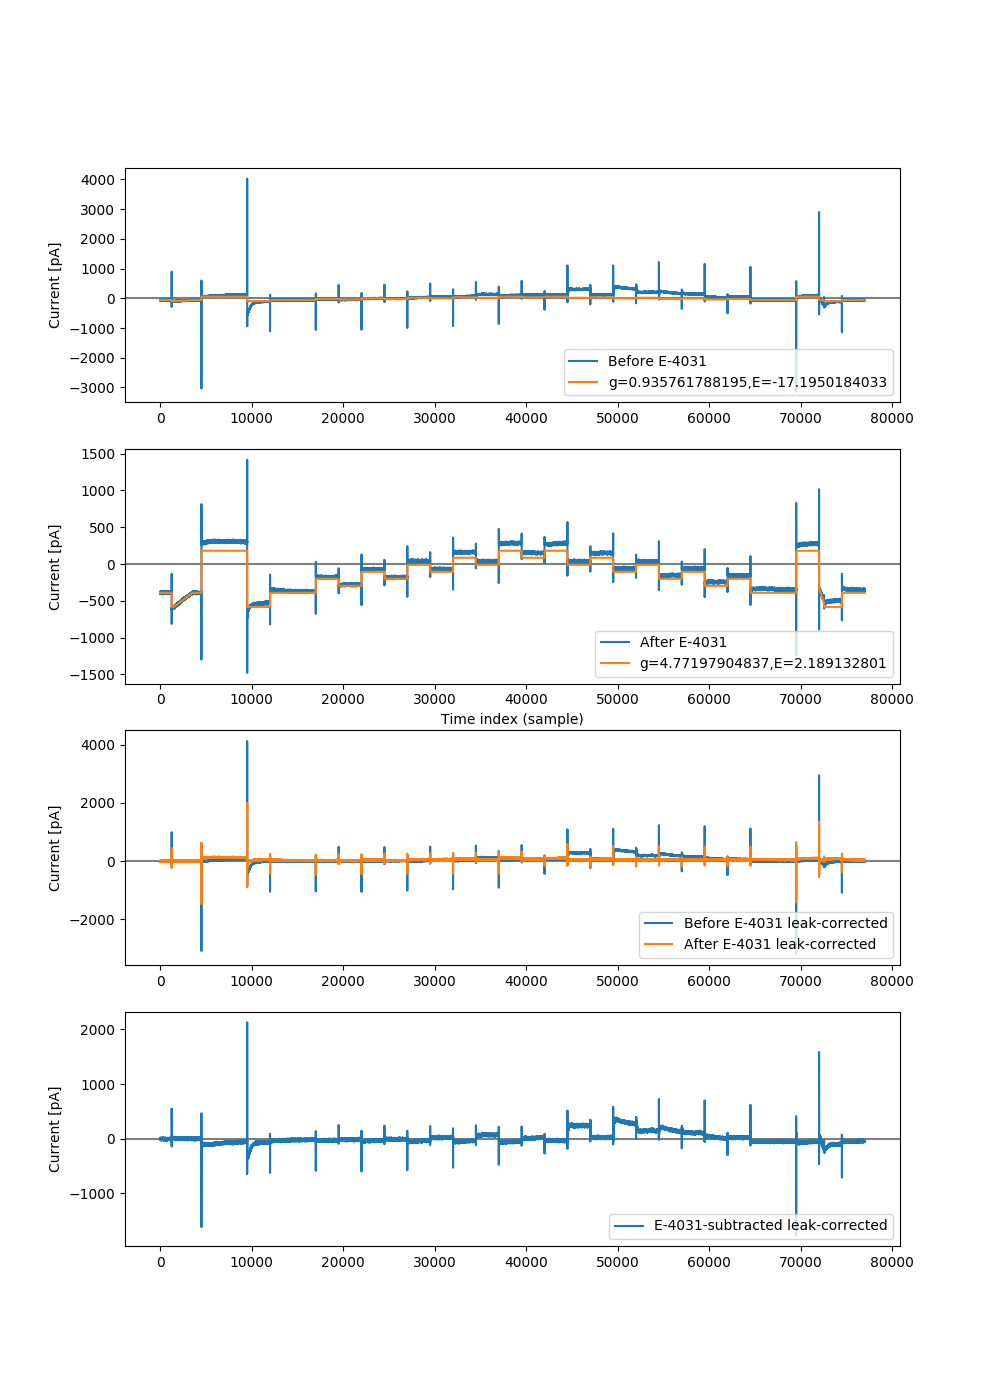 4000
3000
2000
1000
0
−1000
−2000
−3000
Current [pA]
Before E-4031
g=0.935761788195,E=-17.1950184033
0 10000 20000 30000 40000 50000 60000 70000 80000
1500
1000
500
0
−500
−1000
−1500
Current [pA]
After E-4031
g=4.77197904837,E=2.189132801
0 10000 20000 30000 40000 50000 60000 70000 80000
Time index (sample)
4000
2000
0
−2000
Current [pA]
Before E-4031 leak-corrected
After E-4031 leak-corrected
0 10000 20000 30000 40000 50000 60000 70000 80000
2000
1000
0
−1000
Current [pA]
E-4031-subtracted leak-corrected
0 10000 20000 30000 40000 50000 60000 70000 80000